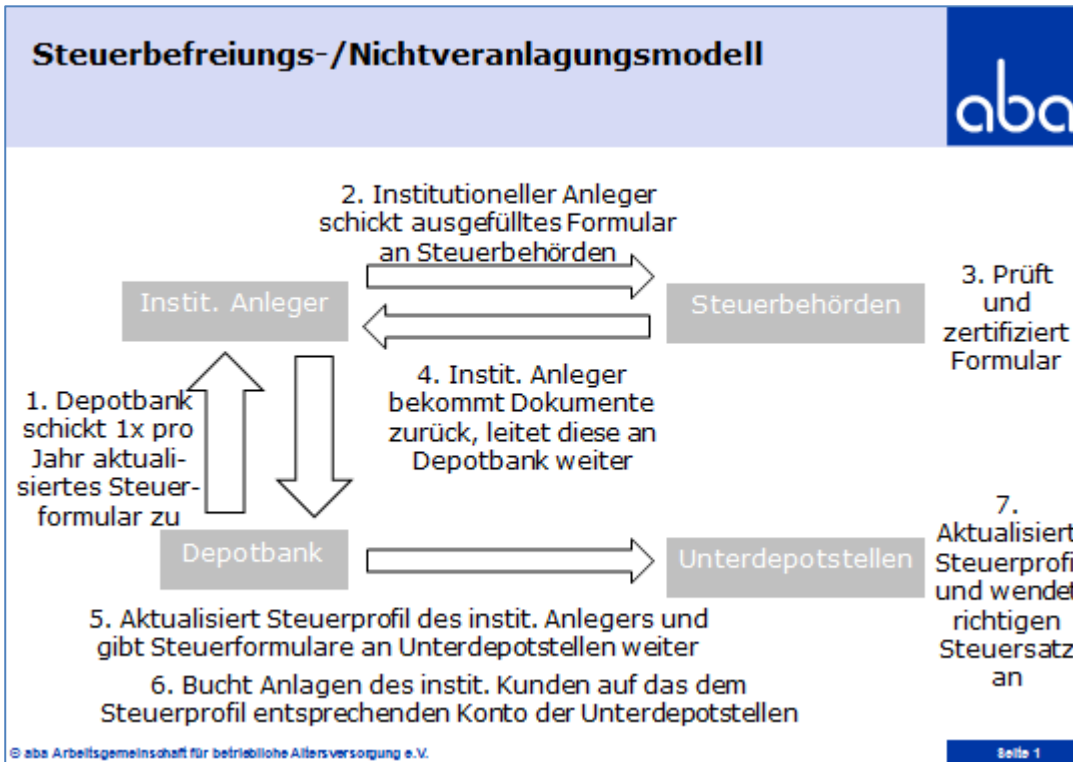 Steuerbefreiungs-/Nichtveranlagungsmodell
aba
2. Institutioneller Anleger
schickt ausgefülltes Formular
an Steuerbehörden
Instit. Anleger
Steuerbehörden
3. Prüft
und
zertifiziert
Formular
4. Instit. Anleger
bekommt Dokumente
zurück, leitet diese an
Depotbank weiter
1. Depotbank
schickt 1x pro
Jahr aktuali-
siertes Steuer-
formular zu
Depotbank
Unterdepotstellen
7.
Aktualisiert
Steuerprofil
und wendet
richtigen
Steuersatz
an
5. Aktualisiert Steuerprofil des instit. Anlegers und
gibt Steuerformulare an Unterdepotstellen weiter
6. Bucht Anlagen des instit. Kunden auf das dem
Steuerprofil entsprechenden Konto der Unterdepotstellen
© aba Arbeitsgemeinschaft für betriebliche Altersversorgung e.V.
Seite 1